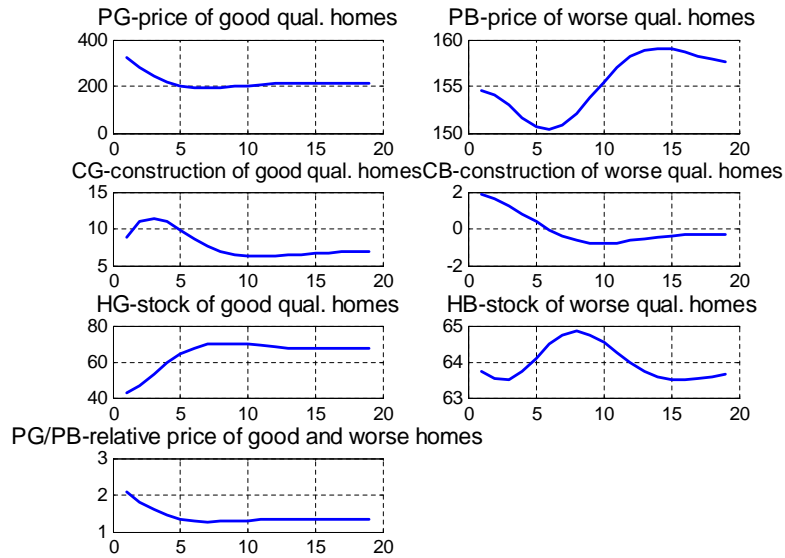 PG-price of good qual. homes
400
200
0
0 5 10 15 20
PB-price of worse qual. homes
160
155
150
0 5 10 15 20
CG-construction of good qual. homes
15
10
5
0 5 10 15 20
CB-construction of worse qual. homes
2
0
-2
0 5 10 15 20
HG-stock of good qual. homes
80
60
40
0 5 10 15 20
HB-stock of worse qual. homes
65
64
63
0 5 10 15 20
PG/PB-relative price of good and worse homes
3
2
1
0 5 10 15 20